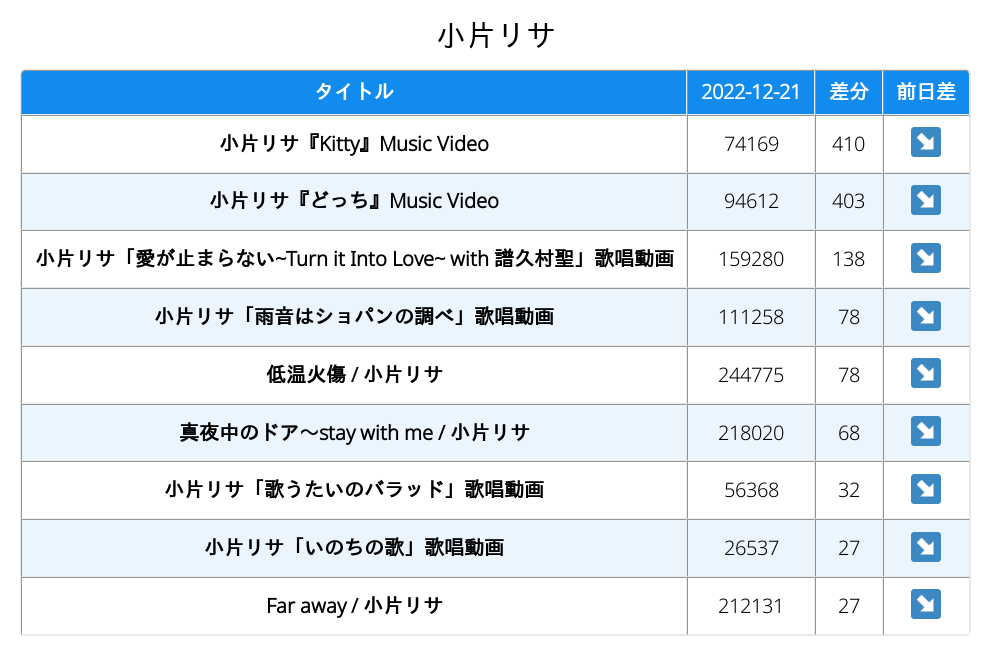 小片リサ
タイトル 2022-12-21 差分 前日差
小片リサ『Kitty』Music Video 74169 410 ↘
小片リサ『どっち』Music Video 94612 403 ↘
小片リサ「愛が止まらない~Turn it Into Love~ with 譜久村聖」歌唱動画 159280 138 ↘
小片リサ「雨音はショパンの調べ」歌唱動画 111258 78 ↘
低温火傷 / 小片リサ 244775 78 ↘
真夜中のドア〜stay with me / 小片リサ 218020 68 ↘
小片リサ「歌うたいのバラッド」歌唱動画 56368 32 ↘
小片リサ「いのちの歌」歌唱動画 26537 27 ↘
Far away / 小片リサ 212131 27 ↘